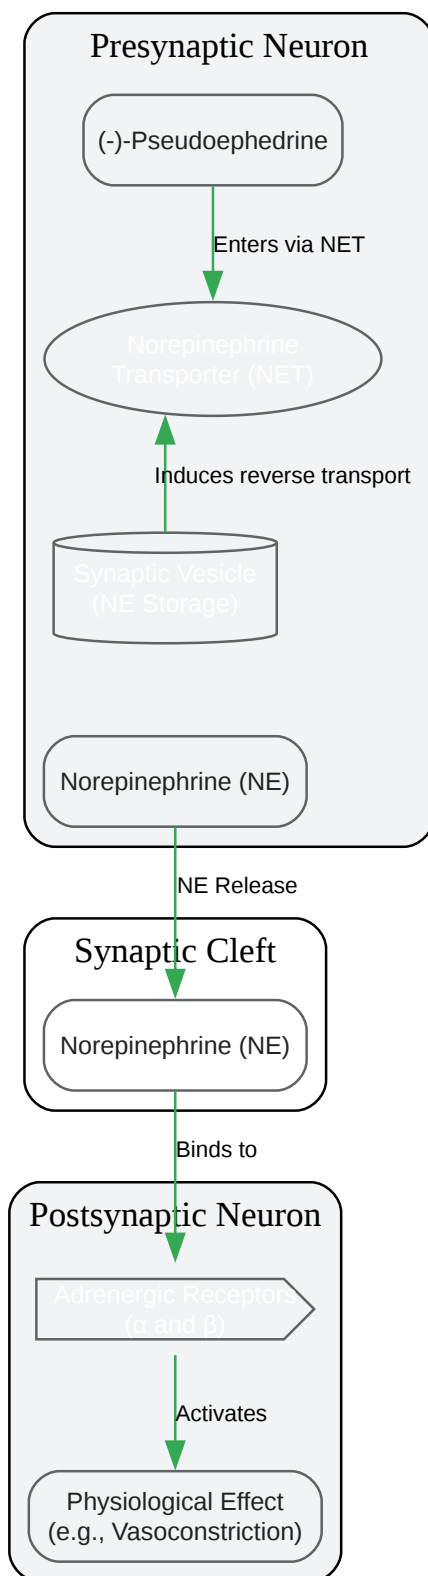 Presynaptic Neuron
(-)-Pseudoephedrine
Enters via NET
Norepinephrine
Transporter (NET)
Induces reverse transport
Synaptic Vesicle
(NE Storage)
Norepinephrine (NE)
NE Release
Synaptic Cleft
Norepinephrine (NE)
Binds to
Postsynaptic Neuron
Adrenergic Receptors
(α and β)
Activates
Physiological Effect
(e.g., Vasoconstriction)